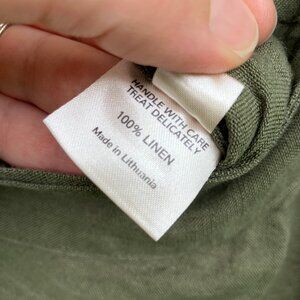 HANDLE WITH CARE
TREAT DELICATELY
100% LINEN
Made in Lithuania